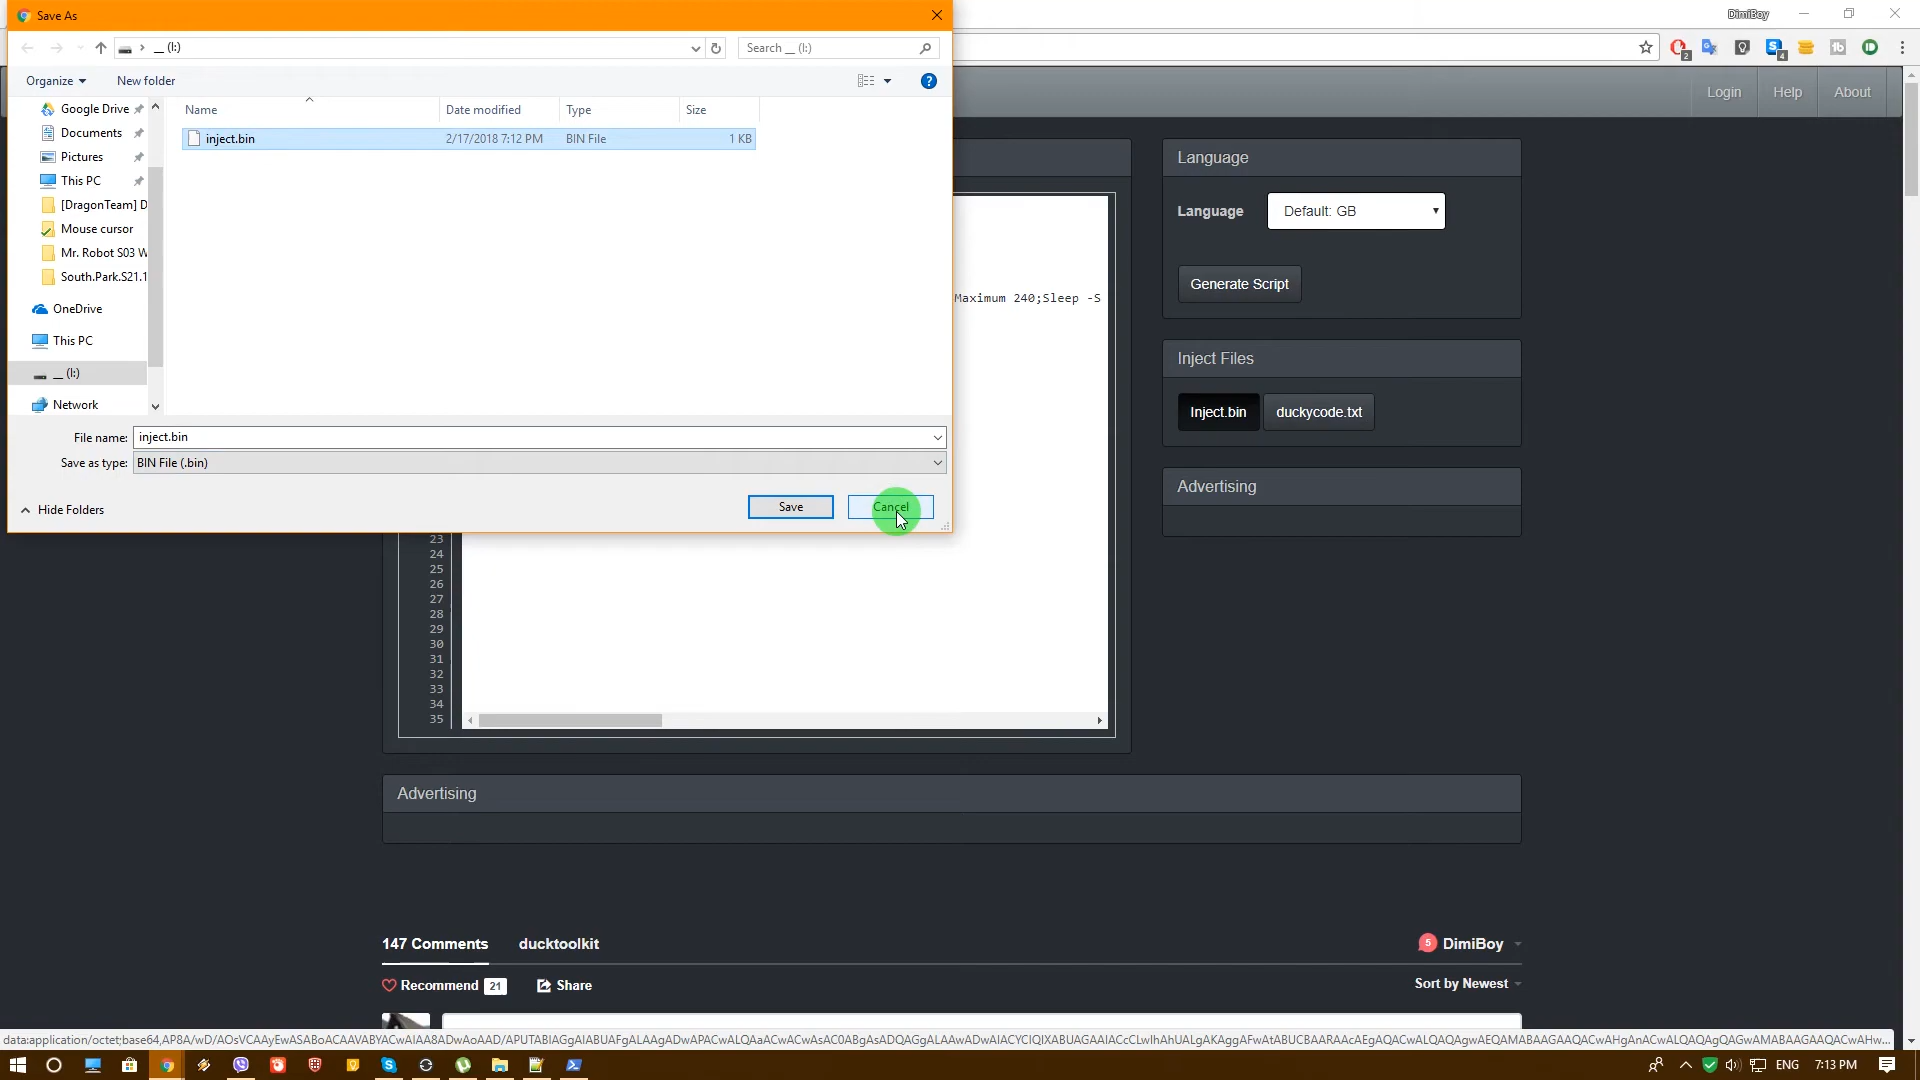 Save As
DimiBoy
__ (I:)
Search __ (I:)
2
4
Organize
New folder
Login
Help
About
Google Drive
Documents
Pictures
This PC
[DragonTeam] D
Mouse cursor
Mr. Robot S03 W
South.Park.S21.1
OneDrive
This PC
__ (I:)
Network
Name
Date modified
Type
Size
inject.bin
2/17/2018 7:12 PM
BIN File
1 KB
File name:
inject.bin
Save as type:
BIN File (.bin)
Hide Folders
Save
Cancel
Maximum 240;Sleep -S
Language
Language
Default: GB
Generate Script
Inject Files
Inject.bin
duckycode.txt
Advertising
23
24
25
26
27
28
29
30
31
32
33
34
35
Advertising
147 Comments
ducktoolkit
5
DimiBoy
Recommend
21
Share
Sort by Newest
ENG
7:13 PM